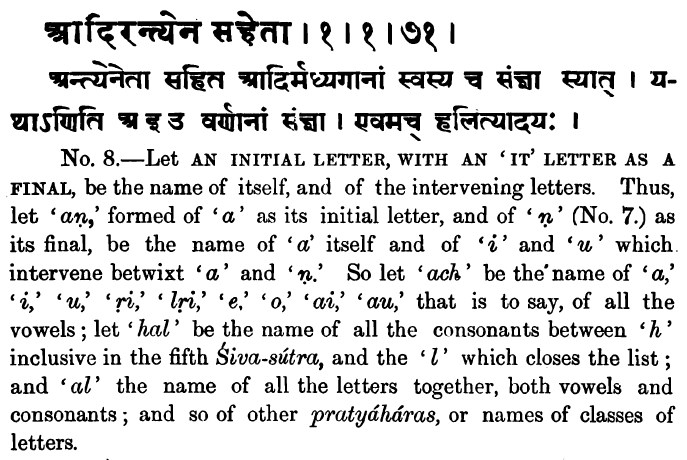 आदिरन्त्येन सहेता । १ । १ । ७१ ।
अन्त्येनेता सहित आदिर्मध्यगानां स्वस्य च संज्ञा स्यात् । य-
थाऽणिति अ इ उ वर्णानां संज्ञा । एवमच् हलित्यादयः ।
No. 8.—Let AN INITIAL LETTER, WITH AN ‘IT’ LETTER AS A
FINAL, be the name of itself, and of the intervening letters. Thus,
let ‘aṇ,’ formed of ‘a’ as its initial letter, and of ‘ṇ’ (No. 7.) as
its final, be the name of ‘a’ itself and of ‘i’ and ‘u’ which
intervene betwixt ‘a’ and ‘ṇ.’ So let ‘ach’ be the name of ‘a,’
‘i,’ ‘u,’ ‘ṛi,’ ‘lṛi,’ ‘e,’ ‘o,’ ‘ai,’ ‘au,’ that is to say, of all the
vowels ; let ‘hal’ be the name of all the consonants between ‘h’
inclusive in the fifth Śiva-sútra, and the ‘l’ which closes the list ;
and ‘al’ the name of all the letters together, both vowels and
consonants ; and so of other pratyáháras, or names of classes of
letters.